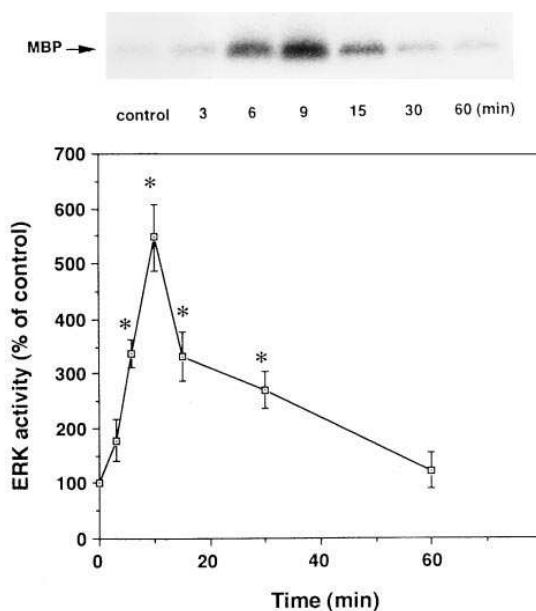 MBP
control 3 6 9 15 30 60 (min)
700
600
500
400
300
200
100
0
ERK activity (% of control)
*
*
*
*
0 20 40 60
Time (min)